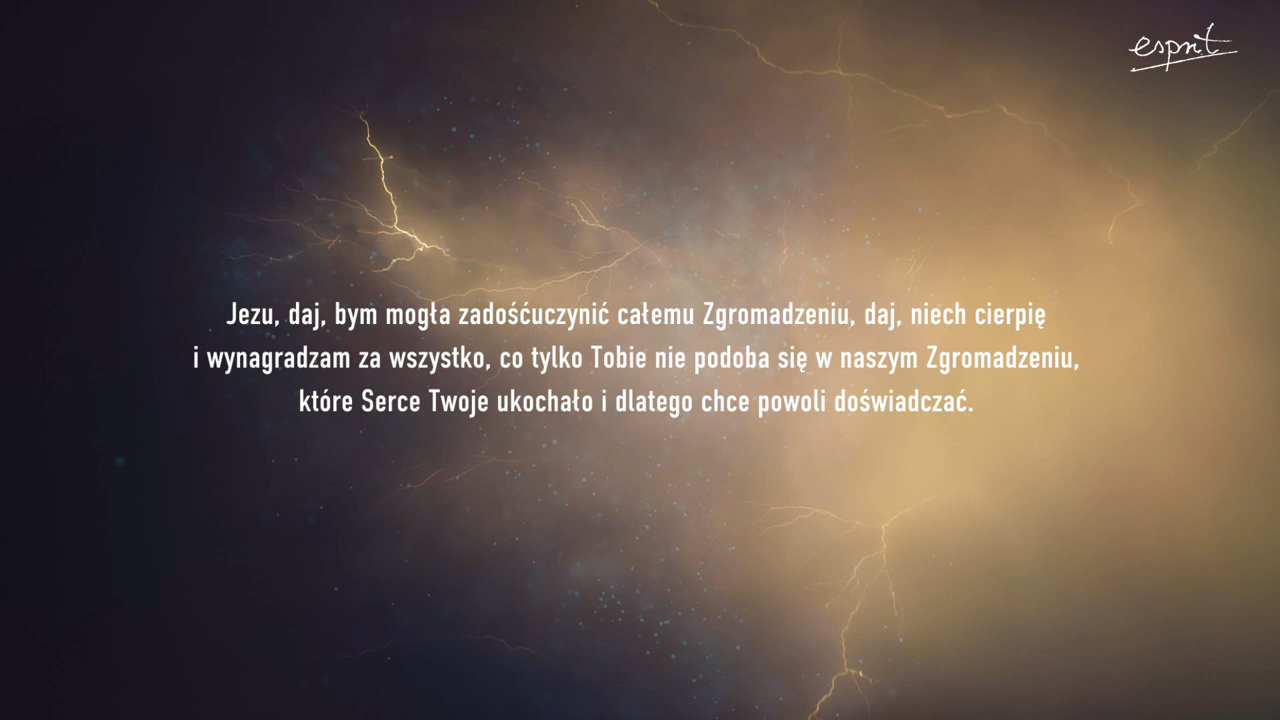 esprit
Jezu, daj, bym mogła zadośćuczynić całemu Zgromadzeniu, daj, niech cierpię
i wynagradzam za wszystko, co tylko Tobie nie podoba się w naszym Zgromadzeniu,
które Serce Twoje ukochało i dlatego chce powoli doświadczać.